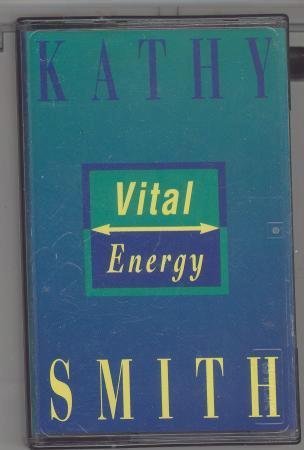 KATHY
Vital
Energy
SMITH